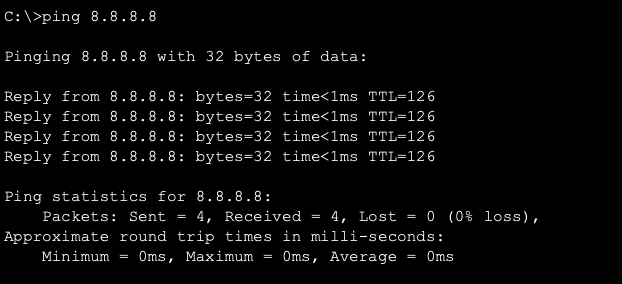 C:\>ping 8.8.8.8
Pinging 8.8.8.8 with 32 bytes of data:
Reply from 8.8.8.8: bytes=32 time<1ms TTL=126
Reply from 8.8.8.8: bytes=32 time<1ms TTL=126
Reply from 8.8.8.8: bytes=32 time<1ms TTL=126
Reply from 8.8.8.8: bytes=32 time<1ms TTL=126
Ping statistics for 8.8.8.8:
    Packets: Sent = 4, Received = 4, Lost = 0 (0% loss),
Approximate round trip times in milli-seconds:
    Minimum = 0ms, Maximum = 0ms, Average = 0ms